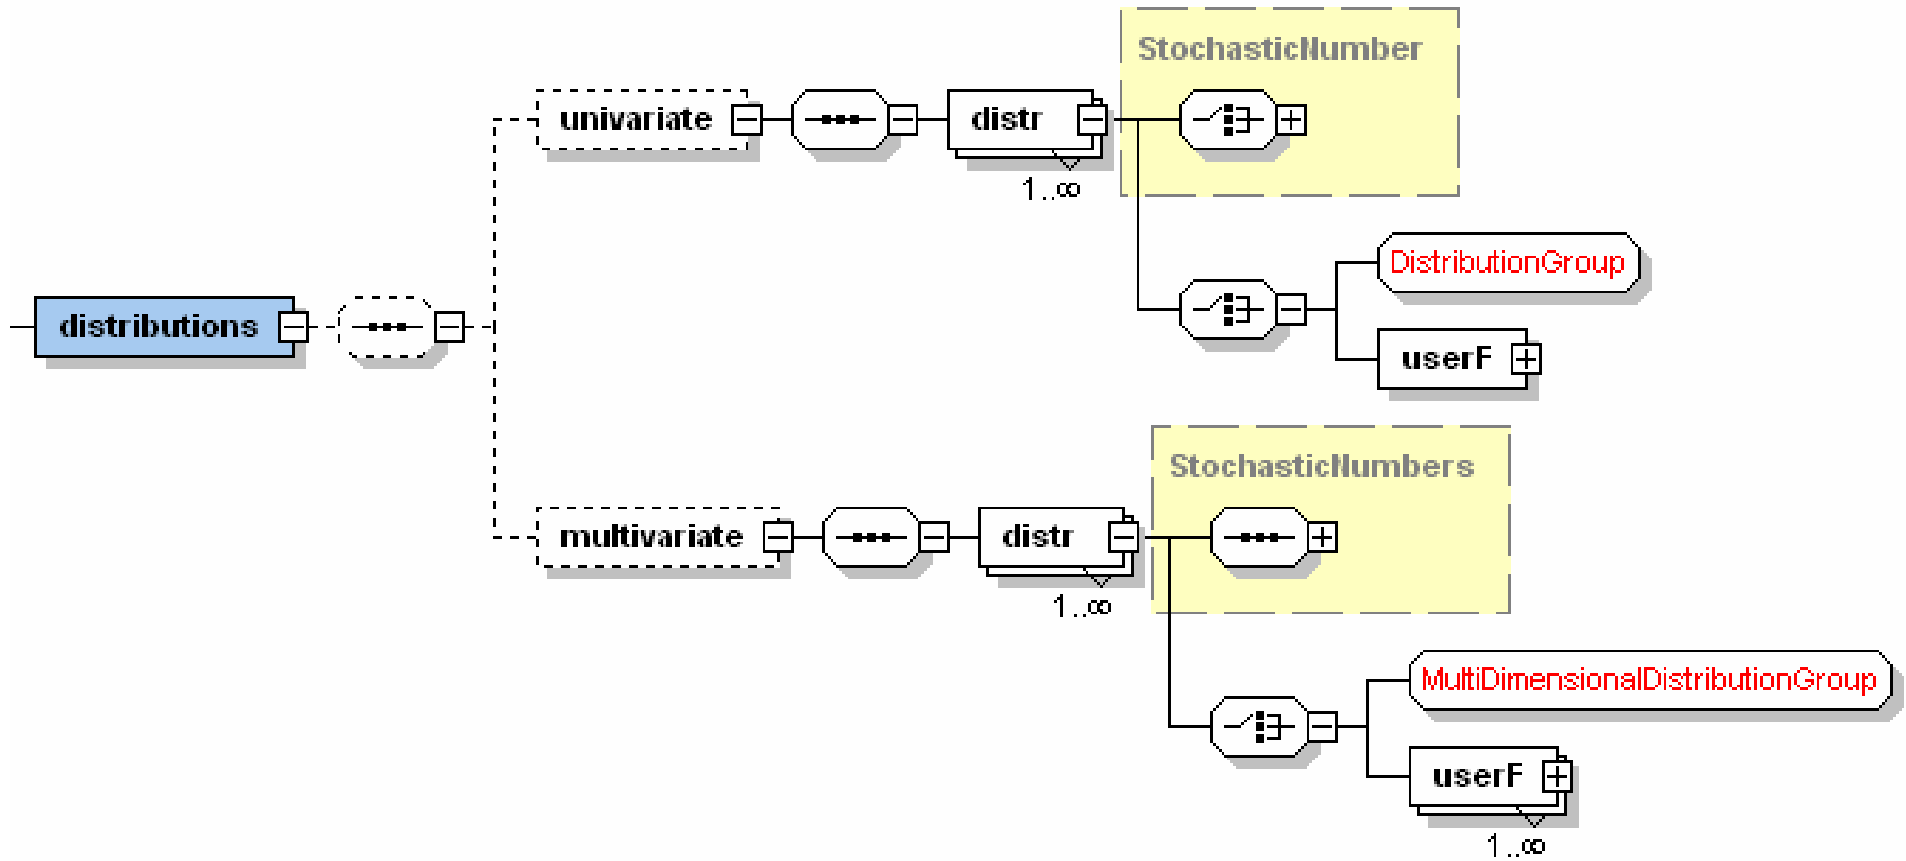 StochasticNumber
univariate
distr
1..∞
DistributionGroup
distributions
userF
StochasticNumbers
multivariate
distr
1..∞
MultiDimensionalDistributionGroup
userF
1..∞